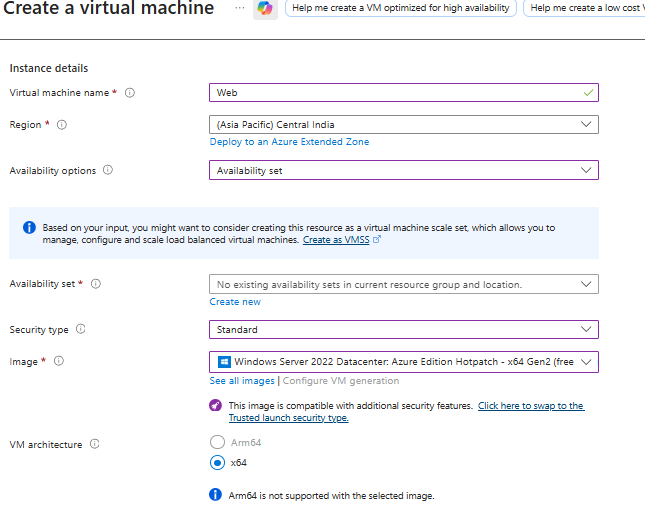 Create a virtual machine ... Help me create a VM optimized for high availability Help me create a low cost V
Instance details
Virtual machine name * Web
Region * (Asia Pacific) Central India
Deploy to an Azure Extended Zone
Availability options Availability set
Based on your input, you might want to consider creating this resource as a virtual machine scale set, which allows you to
manage, configure and scale load balanced virtual machines. Create as VMSS
Availability set * No existing availability sets in current resource group and location.
Create new
Security type Standard
Image * Windows Server 2022 Datacenter: Azure Edition Hotpatch - x64 Gen2 (free
See all images | Configure VM generation
This image is compatible with additional security features. Click here to swap to the
Trusted launch security type.
VM architecture Arm64
x64
Arm64 is not supported with the selected image.